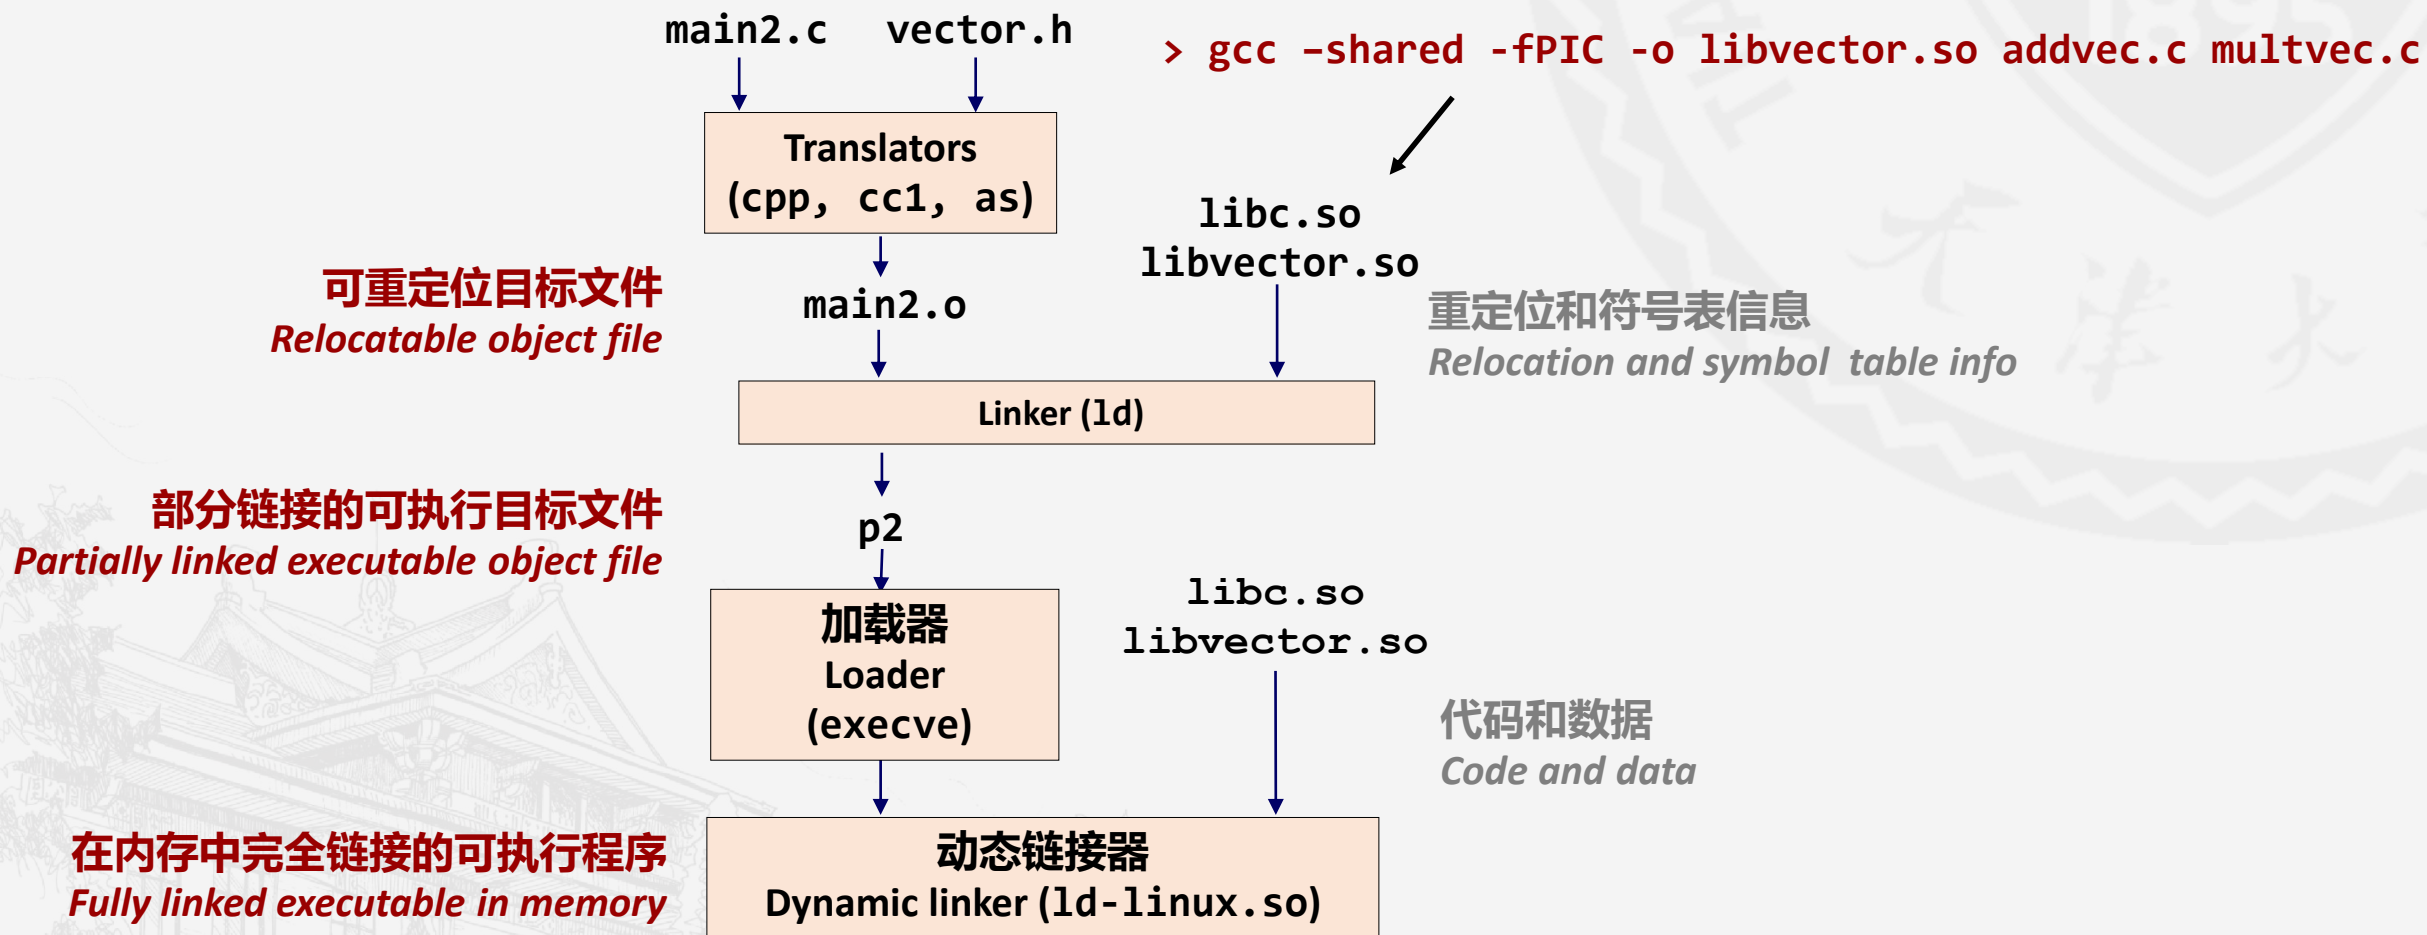 main2.c vector.h
> gcc –shared -fPIC -o libvector.so addvec.c multvec.c
Translators
(cpp, cc1, as)
libc.so
libvector.so
可重定位目标文件
Relocatable object file
main2.o
重定位和符号表信息
Relocation and symbol table info
Linker (ld)
部分链接的可执行目标文件
Partially linked executable object file
p2
加载器
Loader
(execve)
libc.so
libvector.so
代码和数据
Code and data
在内存中完全链接的可执行程序
Fully linked executable in memory
动态链接器
Dynamic linker (ld-linux.so)
1895